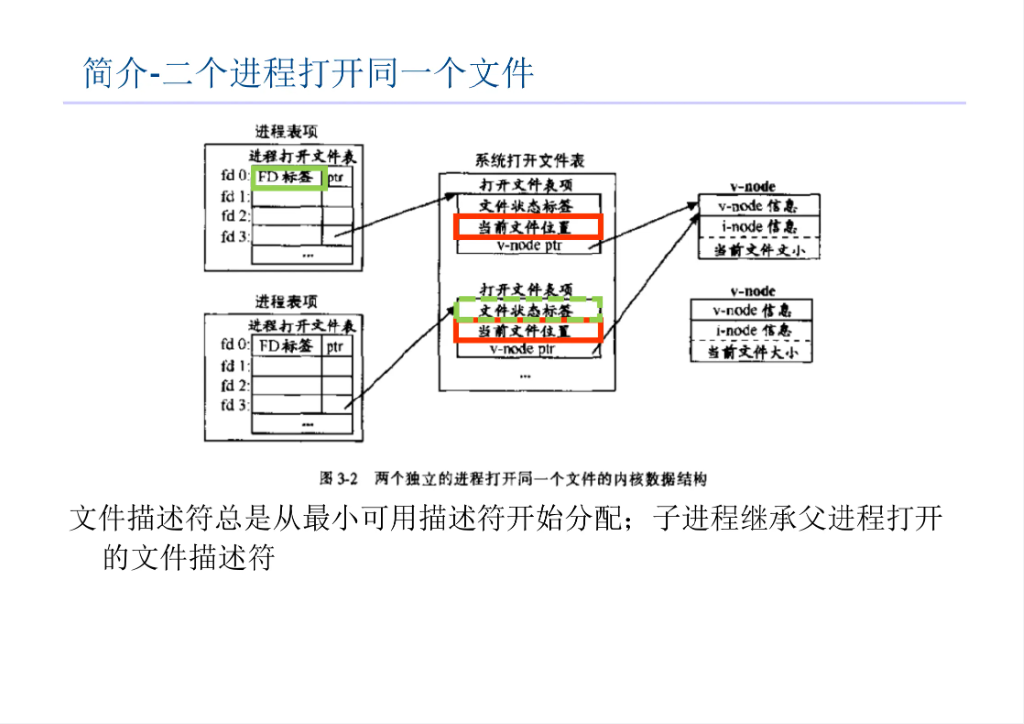 简介-二个进程打开同一个文件
进程表项
进程打开文件表
fd 0: FD 标签 ptr
fd 1:
fd 2:
fd 3:
...
进程表项
进程打开文件表
fd 0: FD 标签 ptr
fd 1:
fd 2:
fd 3:
...
系统打开文件表
打开文件表项
文件状态标签
当前文件位置
v-node ptr
打开文件表项
文件状态标签
当前文件位置
v-node ptr
...
v-node
v-node 信息
i-node 信息
当前文件大小
v-node
v-node 信息
i-node 信息
当前文件大小
图 3-2 两个独立的进程打开同一个文件的内核数据结构
文件描述符总是从最小可用描述符开始分配；子进程继承父进程打开
的文件描述符